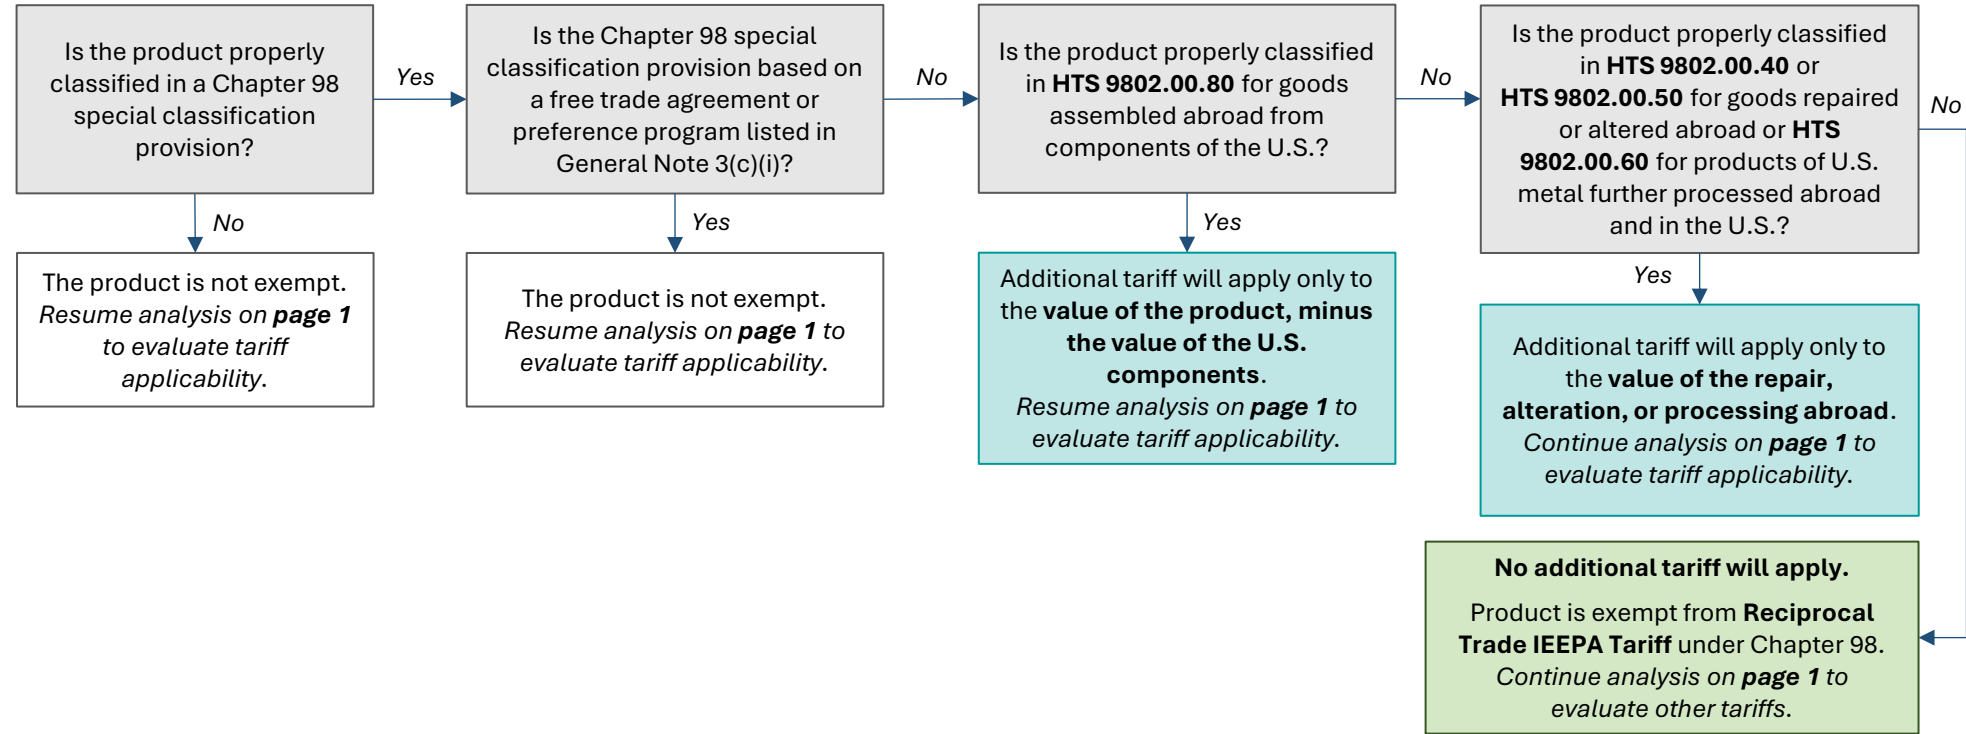 Is the product properly
classified in a Chapter 98
special classification
provision?
Yes
No
The product is not exempt.
Resume analysis on page 1
to evaluate tariff
applicability.
Is the Chapter 98 special
classification provision based on
a free trade agreement or
preference program listed in
General Note 3(c)(i)?
No
Yes
The product is not exempt.
Resume analysis on page 1 to
evaluate tariff applicability.
Is the product properly classified
in HTS 9802.00.80 for goods
assembled abroad from
components of the U.S.?
No
Yes
Additional tariff will apply only to
the value of the product, minus
the value of the U.S.
components.
Resume analysis on page 1 to
evaluate tariff applicability.
Is the product properly classified
in HTS 9802.00.40 or
HTS 9802.00.50 for goods repaired
or altered abroad or HTS
9802.00.60 for products of U.S.
metal further processed abroad
and in the U.S.?
No
Yes
Additional tariff will apply only to
the value of the repair,
alteration, or processing abroad.
Continue analysis on page 1 to
evaluate tariff applicability.
No additional tariff will apply.
Product is exempt from Reciprocal
Trade IEEPA Tariff under Chapter 98.
Continue analysis on page 1 to
evaluate other tariffs.